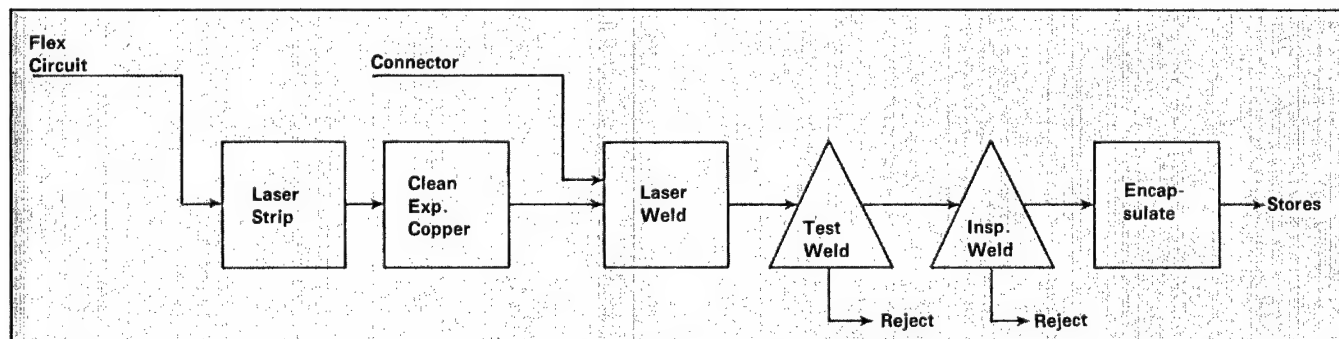 Flex
Circuit
Connector
Laser
Strip
Clean
Exp.
Copper
Laser
Weld
Test
Weld
Insp.
Weld
Encap-
sulate
Stores
Reject
Reject